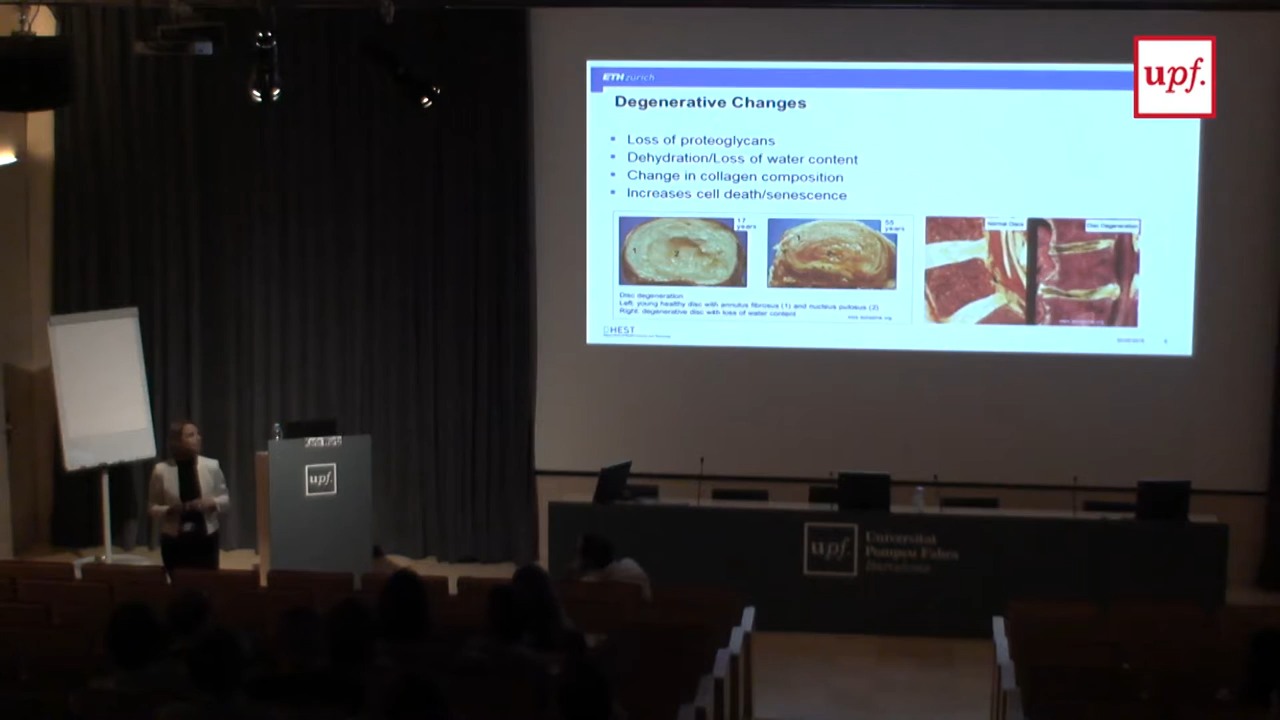 ETH zürich
upf.
Degenerative Changes
Loss of proteoglycans
Dehydration/Loss of water content
Change in collagen composition
Increases cell death/senescence
17 years
55 years
Normal Discs
Disc Degeneration
Disc degeneration
Left: young healthy disc with annulus fibrosus (1) and nucleus pulposus (2)
Right: degenerative disc with loss of water content
HEST
upf.
upf.
Universitat
Pompeu Fabra
Barcelona